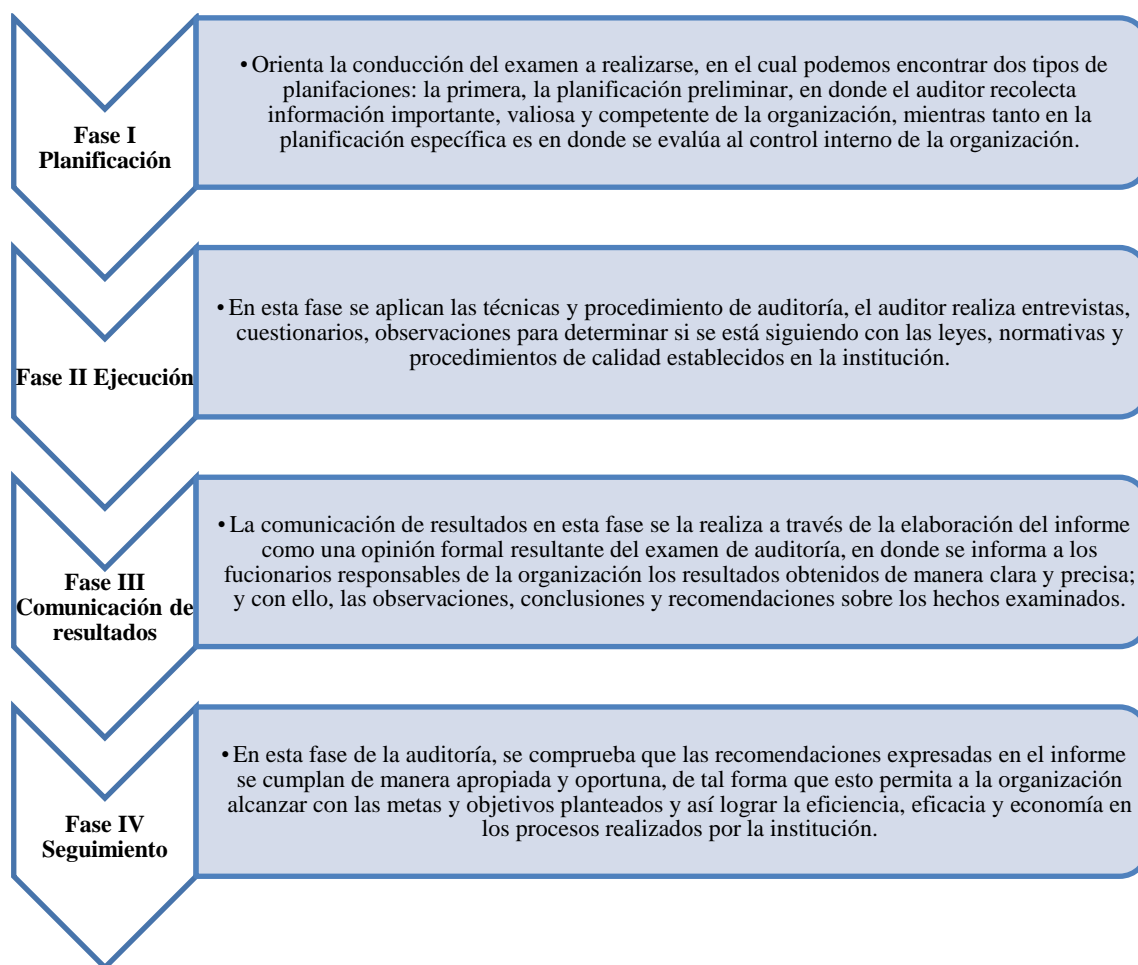 Fase I
Planificación
• Orienta la conducción del examen a realizarse, en el cual podemos encontrar dos tipos de
planifaciones: la primera, la planificación preliminar, en donde el auditor recolecta
información importante, valiosa y competente de la organización, mientras tanto en la
planificación específica es en donde se evalúa al control interno de la organización.
Fase II Ejecución
• En esta fase se aplican las técnicas y procedimiento de auditoría, el auditor realiza entrevistas,
cuestionarios, observaciones para determinar si se está siguiendo con las leyes, normativas y
procedimientos de calidad establecidos en la institución.
Fase III
Comunicación de
resultados
• La comunicación de resultados en esta fase se la realiza a través de la elaboración del informe
como una opinión formal resultante del examen de auditoría, en donde se informa a los
fucionarios responsables de la organización los resultados obtenidos de manera clara y precisa;
y con ello, las observaciones, conclusiones y recomendaciones sobre los hechos examinados.
Fase IV
Seguimiento
• En esta fase de la auditoría, se comprueba que las recomendaciones expresadas en el informe
se cumplan de manera apropiada y oportuna, de tal forma que esto permita a la organización
alcanzar con las metas y objetivos planteados y así lograr la eficiencia, eficacia y economía en
los procesos realizados por la institución.